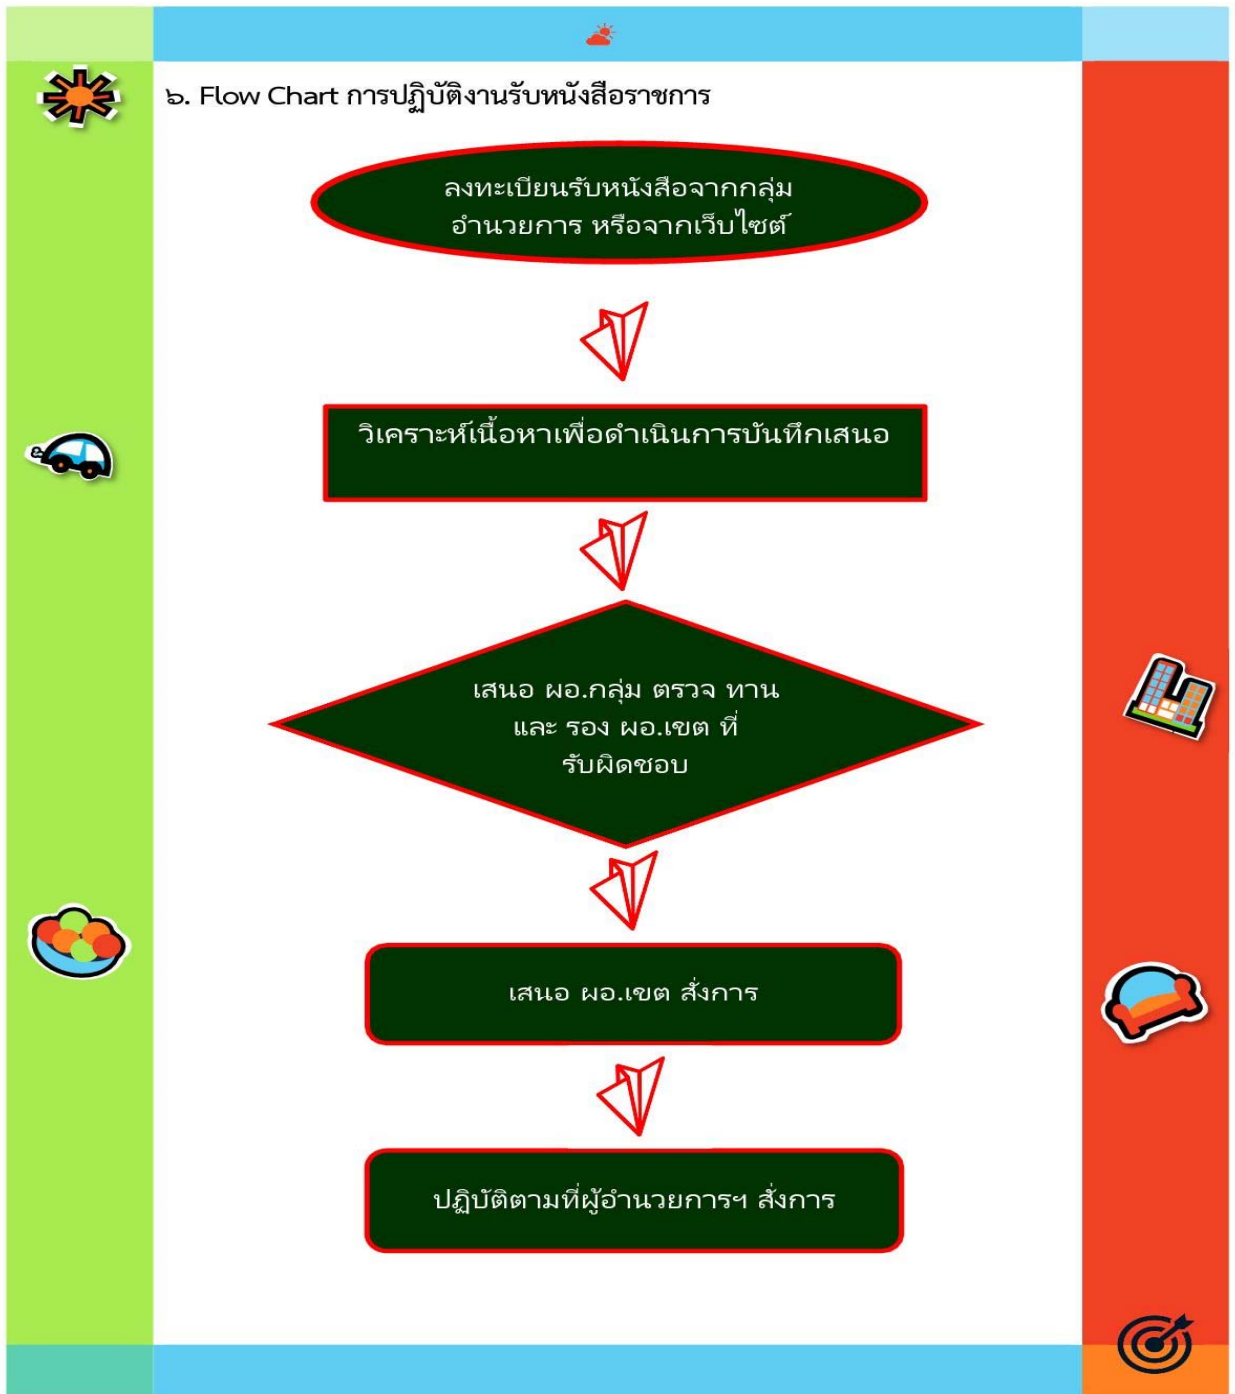 ๖. Flow Chart การปฏิบัติงานรับหนังสือราชการ
ลงทะเบียนรับหนังสือจากกลุ่ม
อำนวยการ หรือจากเว็บไซต์
วิเคราะห์เนื้อหาเพื่อดำเนินการบันทึกเสนอ
เสนอ ผอ.กลุ่ม ตรวจ ทาน
และ รอง ผอ.เขต ที่
รับผิดชอบ
เสนอ ผอ.เขต สั่งการ
ปฏิบัติตามที่ผู้อำนวยการฯ สั่งการ